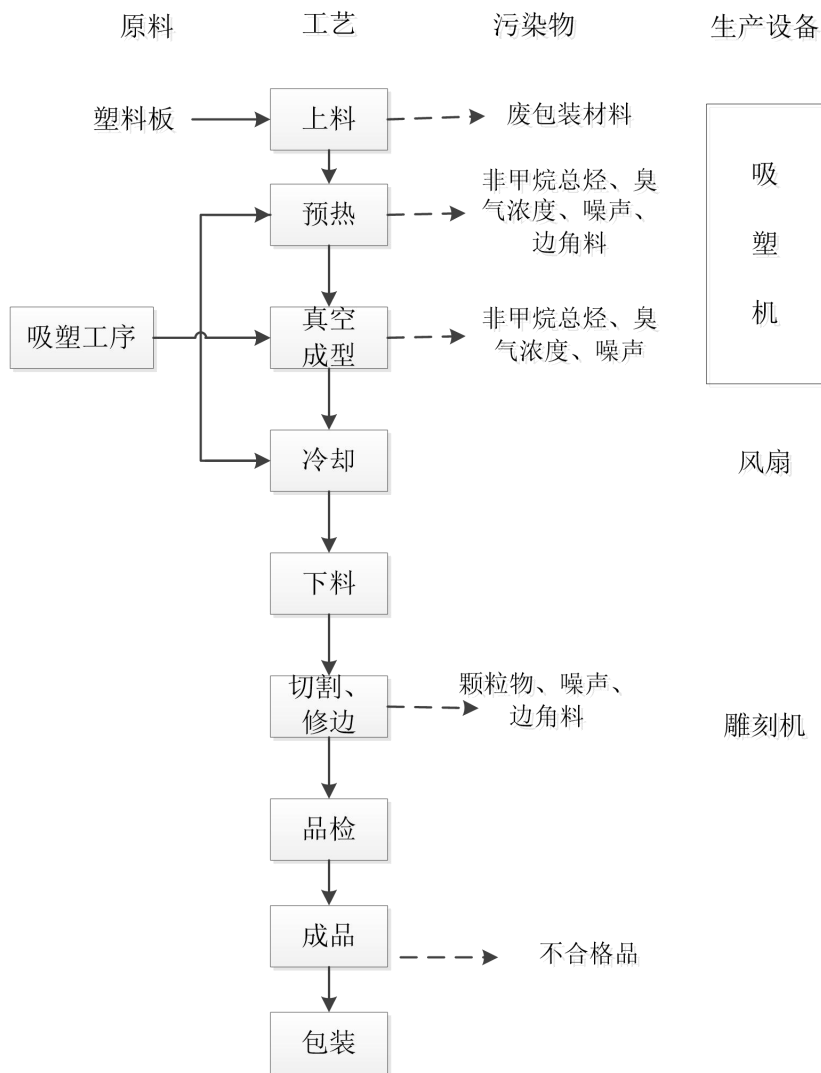 原料 工艺 污染物 生产设备
塑料板 上料 废包装材料
吸
塑
机
预热
非甲烷总烃、臭
气浓度、噪声、
边角料
吸塑工序
真空
成型
非甲烷总烃、臭
气浓度、噪声
冷却 风扇
下料
切割、
修边
颗粒物、噪声、
边角料
雕刻机
品检
成品 不合格品
包装